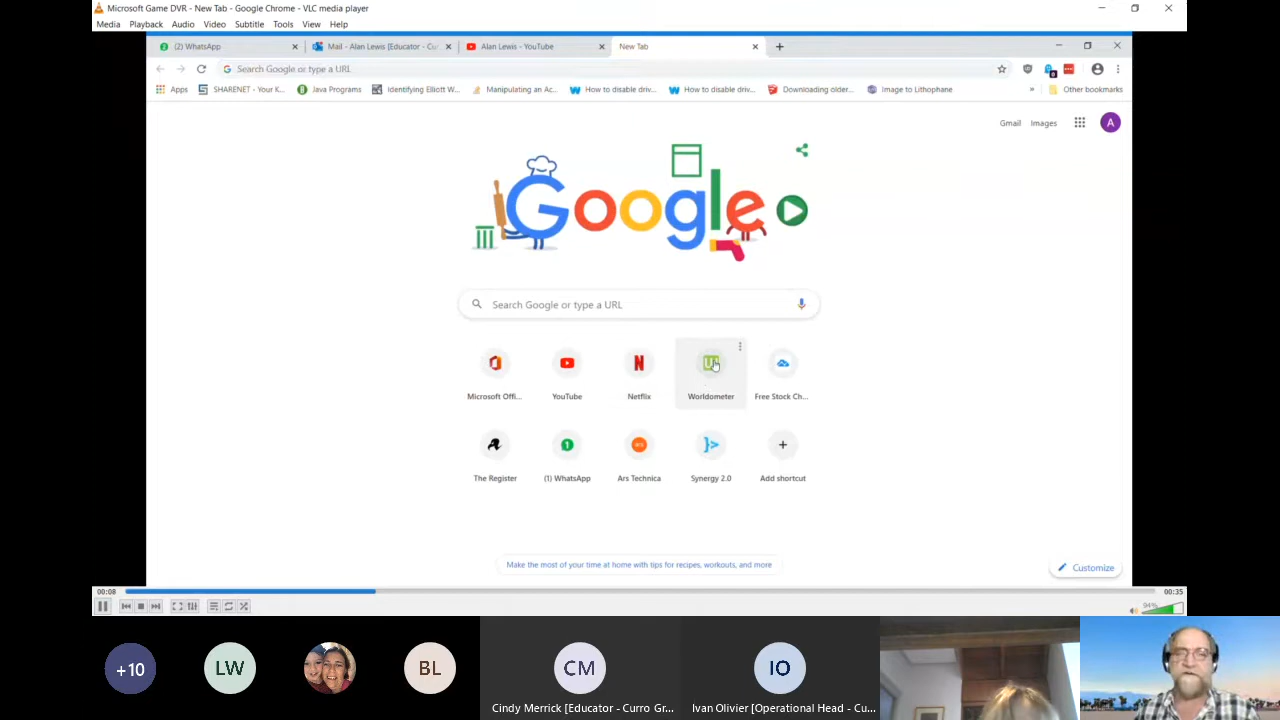 Microsoft Game DVR - New Tab - Google Chrome - VLC media player
Media Playback Audio Video Subtitle Tools View Help
(2) WhatsApp
Mail - Alan Lewis [Educator - Cu
Alan Lewis - YouTube
New Tab
Search Google or type a URL
Apps
SHARENET - Your K...
Java Programs
Identifying Elliott W...
Manipulating an Ac...
How to disable driv...
How to disable driv...
Downloading older...
Image to Lithophane
»
Other bookmarks
Gmail Images A
Google
Search Google or type a URL
Microsoft Offi...
YouTube
Netflix
Worldometer
Free Stock Ch...
The Register
(1) WhatsApp
Ars Technica
Synergy 2.0
Add shortcut
Make the most of your time at home with tips for recipes, workouts, and more
Customize
00:08
00:35
94%
+10
LW
BL
CM
IO
Cindy Merrick [Educator - Curro Gr...
Ivan Olivier [Operational Head - Cu...